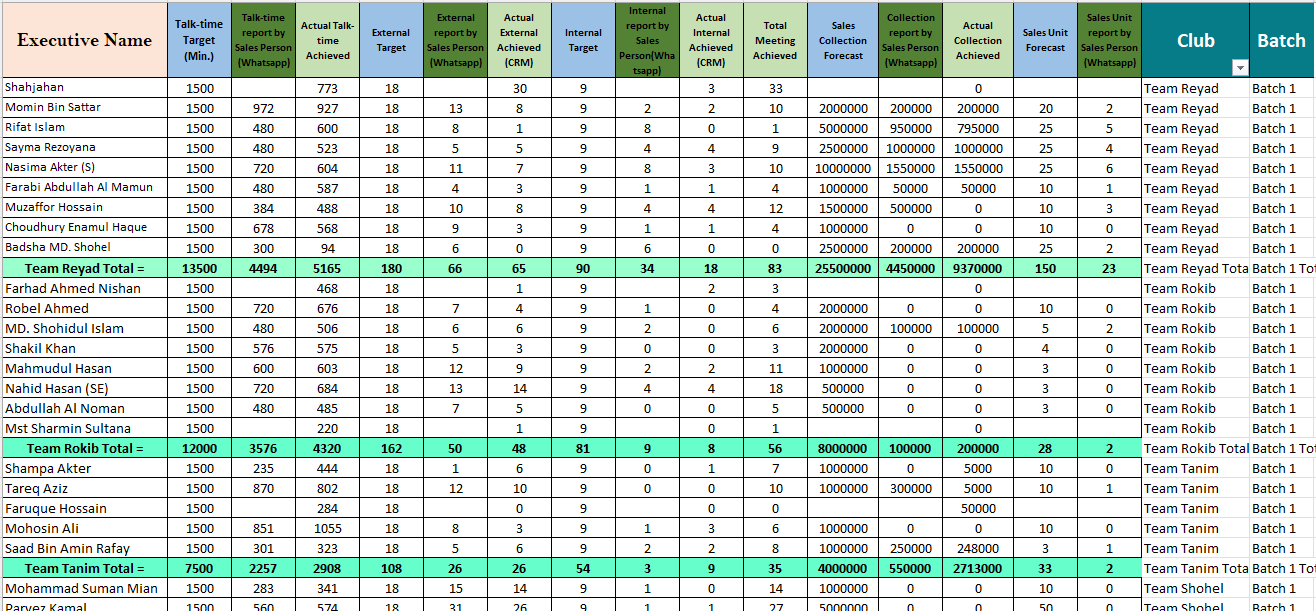 Executive Name Talk-time Target (Min.) Talk-time report by Sales Person (Whatsapp) Actual Talk-time Achieved External Target External report by Sales Person (Whatsapp) Actual External Achieved (CRM) Internal Target Internal report by Sales Person(Whatsapp) Actual Internal Achieved (CRM) Total Meeting Achieved Sales Collection Forecast Collection report by Sales Person (Whatsapp) Actual Collection Achieved Sales Unit Forecast Sales Unit report by Sales Person (Whatsapp) Club Batch
Shahjahan 1500 773 18 30 9 3 33 0 Team Reyad Batch 1
Momin Bin Sattar 1500 972 927 18 13 8 9 2 2 10 2000000 200000 200000 20 2 Team Reyad Batch 1
Rifat Islam 1500 480 600 18 8 1 9 8 0 1 5000000 950000 795000 25 5 Team Reyad Batch 1
Sayma Rezoyana 1500 480 523 18 5 5 9 4 4 9 2500000 1000000 1000000 25 4 Team Reyad Batch 1
Nasima Akter (S) 1500 720 604 18 11 7 9 8 3 10 10000000 1550000 1550000 25 6 Team Reyad Batch 1
Farabi Abdullah Al Mamun 1500 480 587 18 4 3 9 1 1 4 1000000 50000 50000 10 1 Team Reyad Batch 1
Muzaffor Hossain 1500 384 488 18 10 8 9 4 4 12 1500000 500000 0 10 3 Team Reyad Batch 1
Choudhury Enamul Haque 1500 678 568 18 9 3 9 1 1 4 1000000 0 0 10 0 Team Reyad Batch 1
Badsha MD. Shohel 1500 300 94 18 6 0 9 6 0 0 2500000 200000 200000 25 2 Team Reyad Batch 1
Team Reyad Total = 13500 4494 5165 180 66 65 90 34 18 83 25500000 4450000 9370000 150 23 Team Reyad Tota Batch 1 Tot
Farhad Ahmed Nishan 1500 468 18 1 9 2 3 0 Team Rokib Batch 1
Robel Ahmed 1500 720 676 18 7 4 9 1 0 4 2000000 0 0 10 0 Team Rokib Batch 1
MD. Shohidul Islam 1500 480 506 18 6 6 9 2 0 6 2000000 100000 100000 5 2 Team Rokib Batch 1
Shakil Khan 1500 576 575 18 5 3 9 0 0 3 2000000 0 0 4 0 Team Rokib Batch 1
Mahmudul Hasan 1500 600 603 18 12 9 9 2 2 11 1000000 0 0 3 0 Team Rokib Batch 1
Nahid Hasan (SE) 1500 720 684 18 13 14 9 4 4 18 500000 0 0 3 0 Team Rokib Batch 1
Abdullah Al Noman 1500 480 485 18 7 5 9 0 0 5 500000 0 0 3 0 Team Rokib Batch 1
Mst Sharmin Sultana 1500 220 18 1 9 0 1 0 Team Rokib Batch 1
Team Rokib Total = 12000 3576 4320 162 50 48 81 9 8 56 8000000 100000 200000 28 2 Team Rokib Total Batch 1 Tot
Shampa Akter 1500 235 444 18 1 6 9 0 1 7 1000000 0 5000 10 0 Team Tanim Batch 1
Tareq Aziz 1500 870 802 18 12 10 9 0 0 10 1000000 300000 5000 10 1 Team Tanim Batch 1
Faruque Hossain 1500 284 18 0 9 0 0 50000 Team Tanim Batch 1
Mohosin Ali 1500 851 1055 18 8 3 9 1 3 6 1000000 0 0 10 0 Team Tanim Batch 1
Saad Bin Amin Rafay 1500 301 323 18 5 6 9 2 2 8 1000000 250000 248000 3 1 Team Tanim Batch 1
Team Tanim Total = 7500 2257 2908 108 26 26 54 3 9 35 4000000 550000 2713000 33 2 Team Tanim Tota Batch 1 Tot
Mohammad Suman Mian 1500 283 341 18 15 14 9 1 0 14 1000000 0 0 10 0 Team Shohel Batch 1
Parvez Kamal 1500 560 574 18 31 26 9 1 1 27 5000000 0 0 50 0 Team Shohel Batch 1